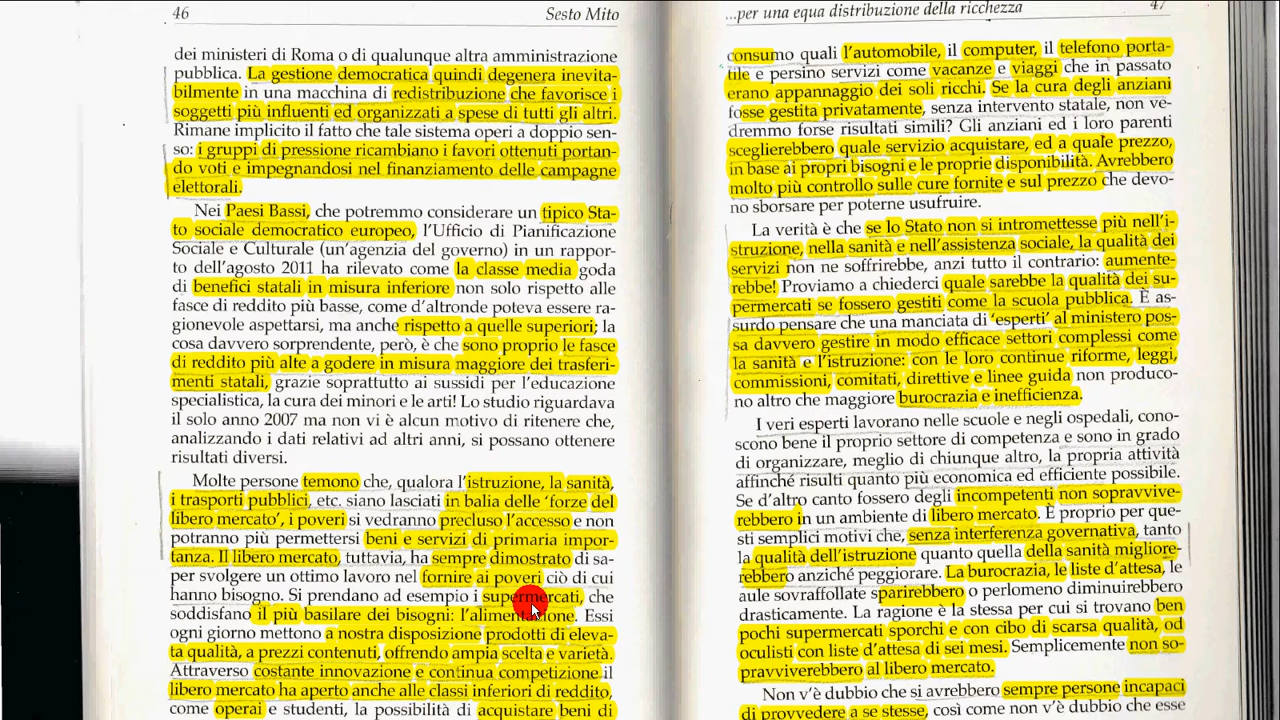 46
Sesto Mito
dei ministeri di Roma o di qualunque altra amministrazione
pubblica. La gestione democratica quindi degenera inevita-
bilmente in una macchina di redistribuzione che favorisce i
soggetti più influenti ed organizzati a spese di tutti gli altri.
Rimane implicito il fatto che tale sistema operi a doppio sen-
so: i gruppi di pressione ricambiano i favori ottenuti portan-
do voti e impegnandosi nel finanziamento delle campagne
elettorali.
Nei Paesi Bassi, che potremmo considerare un tipico Sta-
to sociale democratico europeo, l'Ufficio di Pianificazione
Sociale e Culturale (un'agenzia del governo) in un rappor-
to dell'agosto 2011 ha rilevato come la classe media goda
di benefici statali in misura inferiore non solo rispetto alle
fasce di reddito più basse, come d'altronde poteva essere ra-
gionevole aspettarsi, ma anche rispetto a quelle superiori; la
cosa davvero sorprendente, però, è che sono proprio le fasce
di reddito più alte a godere in misura maggiore dei trasferi-
menti statali, grazie soprattutto ai sussidi per l'educazione
specialistica, la cura dei minori e le arti! Lo studio riguardava
il solo anno 2007 ma non vi è alcun motivo di ritenere che,
analizzando i dati relativi ad altri anni, si possano ottenere
risultati diversi.
Molte persone temono che, qualora l'istruzione, la sanità,
i trasporti pubblici, etc. siano lasciati in balia delle 'forze del
libero mercato', i poveri si vedranno precluso l'accesso e non
potranno più permettersi beni e servizi di primaria impor-
tanza. Il libero mercato, tuttavia, ha sempre dimostrato di sa-
per svolgere un ottimo lavoro nel fornire ai poveri ciò di cui
hanno bisogno. Si prendano ad esempio i supermercati, che
soddisfano il più basilare dei bisogni: l'alimentazione. Essi
ogni giorno mettono a nostra disposizione prodotti di eleva-
ta qualità, a prezzi contenuti, offrendo ampia scelta e varietà.
Attraverso costante innovazione e continua competizione il
libero mercato ha aperto anche alle classi inferiori di reddito,
come operai e studenti, la possibilità di acquistare beni di
...per una equa distribuzione della ricchezza
47
consumo quali l'automobile, il computer, il telefono porta-
tile e persino servizi come vacanze e viaggi che in passato
erano appannaggio dei soli ricchi. Se la cura degli anziani
fosse gestita privatamente, senza intervento statale, non ve-
dremmo forse risultati simili? Gli anziani ed i loro parenti
sceglierebbero quale servizio acquistare, ed a quale prezzo,
in base ai propri bisogni e le proprie disponibilità. Avrebbero
molto più controllo sulle cure fornite e sul prezzo che devo-
no sborsare per poterne usufruire.
La verità è che se lo Stato non si intromettesse più nell'i-
struzione, nella sanità e nell'assistenza sociale, la qualità dei
servizi non ne soffrirebbe, anzi tutto il contrario: aumente-
rebbe! Proviamo a chiederci quale sarebbe la qualità dei su-
permercati se fossero gestiti come la scuola pubblica. È as-
surdo pensare che una manciata di 'esperti' al ministero pos-
sa davvero gestire in modo efficace settori complessi come
la sanità e l'istruzione: con le loro continue riforme, leggi,
commissioni, comitati, direttive e linee guida non produco-
no altro che maggiore burocrazia e inefficienza.
I veri esperti lavorano nelle scuole e negli ospedali, cono-
scono bene il proprio settore di competenza e sono in grado
di organizzare, meglio di chiunque altro, la propria attività
affinché risulti quanto più economica ed efficiente possibile.
Se d'altro canto fossero degli incompetenti non sopravvive-
rebbero in un ambiente di libero mercato. È proprio per que-
sti semplici motivi che, senza interferenza governativa, tanto
la qualità dell'istruzione quanto quella della sanità migliore-
rebbero anziché peggiorare. La burocrazia, le liste d'attesa, le
aule sovraffollate sparirebbero o perlomeno diminuirebbero
drasticamente. La ragione è la stessa per cui si trovano ben
pochi supermercati sporchi e con cibo di scarsa qualità, od
oculisti con liste d'attesa di sei mesi. Semplicemente non so-
pravviverebbero al libero mercato.
Non v'è dubbio che si avrebbero sempre persone incapaci
di provvedere a se stesse, così come non v'è dubbio che esse